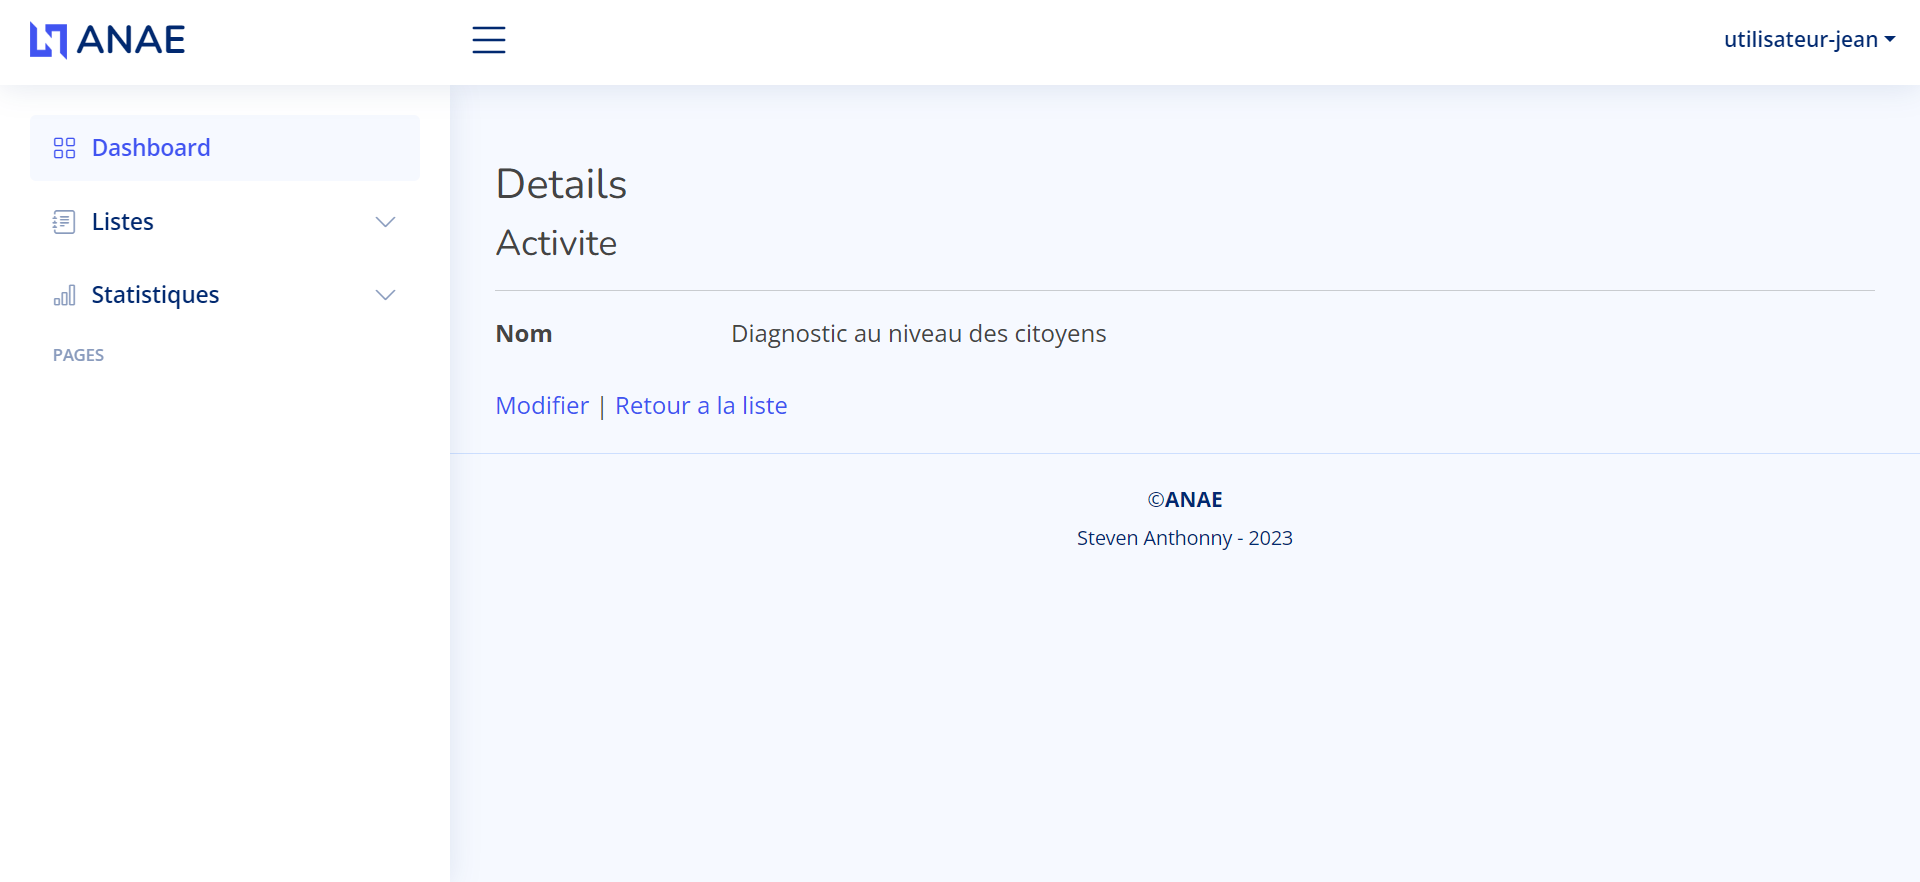 ANAE
utilisateur-jean
Dashboard
Listes
Statistiques
PAGES
Details
Activite
Nom Diagnostic au niveau des citoyens
Modifier | Retour a la liste
©ANAE
Steven Anthonny - 2023